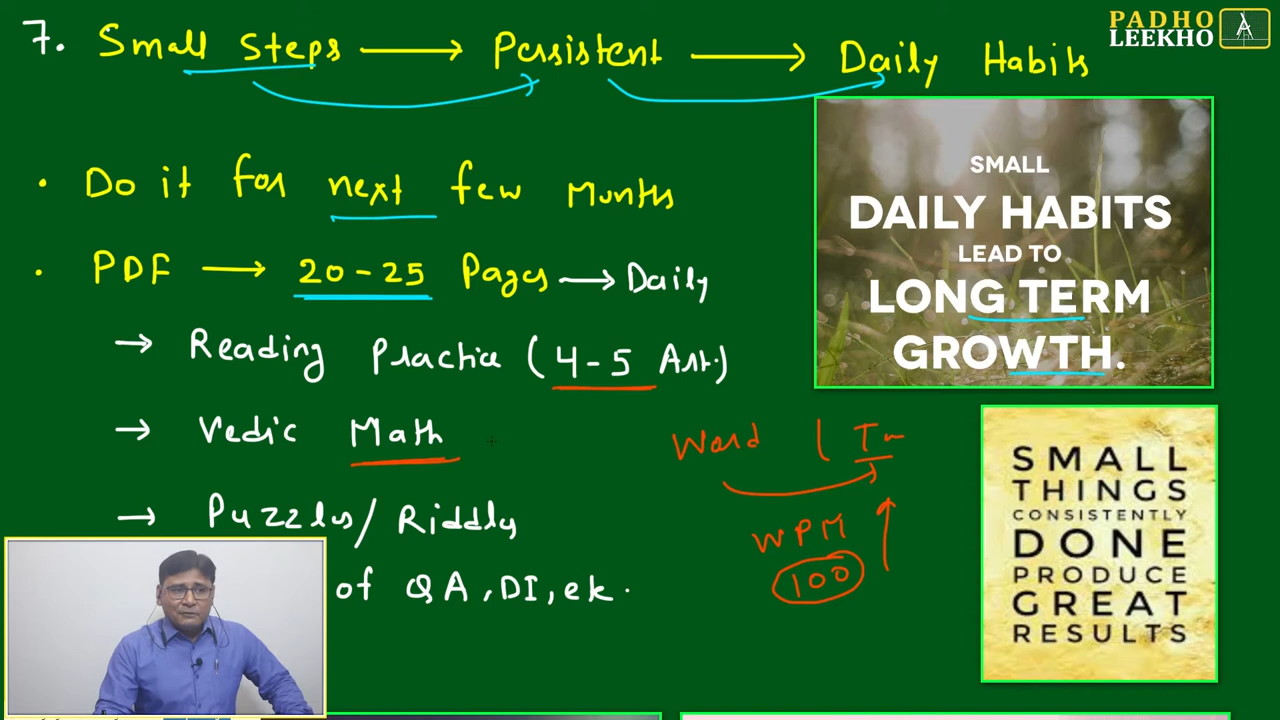 7. Small Steps → Persistent → Daily Habits
PADHO
LEEKHO
• Do it for next few Months
• PDF → 20-25 Pages → Daily
→ Reading Practice (4-5 Art.)
→ Vedic Math
→ Puzzles/Riddly
of QA, DI, etc.
SMALL
DAILY HABITS
LEAD TO
LONG TERM
GROWTH.
Word
WPM
100
SMALL
THINGS
CONSISTENTLY
DONE
PRODUCE
GREAT
RESULTS